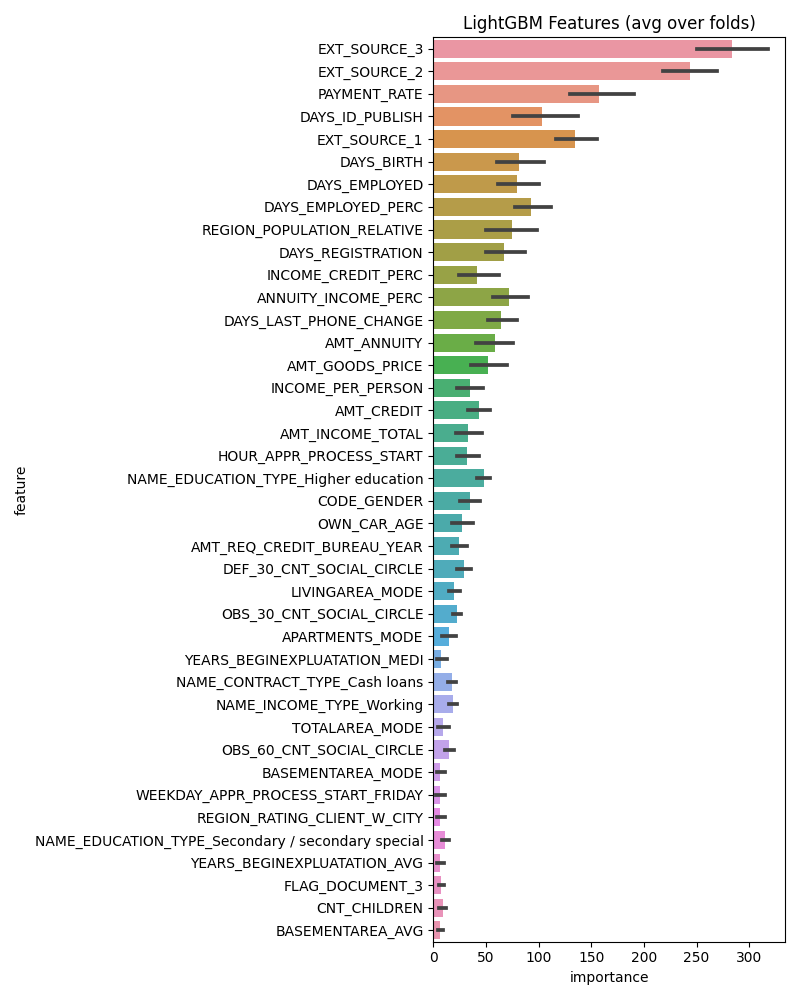 LightGBM Features (avg over folds)
EXT_SOURCE_3
EXT_SOURCE_2
PAYMENT_RATE
DAYS_ID_PUBLISH
EXT_SOURCE_1
DAYS_BIRTH
DAYS_EMPLOYED
DAYS_EMPLOYED_PERC
REGION_POPULATION_RELATIVE
DAYS_REGISTRATION
INCOME_CREDIT_PERC
ANNUITY_INCOME_PERC
DAYS_LAST_PHONE_CHANGE
AMT_ANNUITY
AMT_GOODS_PRICE
INCOME_PER_PERSON
AMT_CREDIT
AMT_INCOME_TOTAL
HOUR_APPR_PROCESS_START
NAME_EDUCATION_TYPE_Higher education
CODE_GENDER
OWN_CAR_AGE
AMT_REQ_CREDIT_BUREAU_YEAR
DEF_30_CNT_SOCIAL_CIRCLE
LIVINGAREA_MODE
OBS_30_CNT_SOCIAL_CIRCLE
APARTMENTS_MODE
YEARS_BEGINEXPLUATATION_MEDI
NAME_CONTRACT_TYPE_Cash loans
NAME_INCOME_TYPE_Working
TOTALAREA_MODE
OBS_60_CNT_SOCIAL_CIRCLE
BASEMENTAREA_MODE
WEEKDAY_APPR_PROCESS_START_FRIDAY
REGION_RATING_CLIENT_W_CITY
NAME_EDUCATION_TYPE_Secondary / secondary special
YEARS_BEGINEXPLUATATION_AVG
FLAG_DOCUMENT_3
CNT_CHILDREN
BASEMENTAREA_AVG
feature
0 50 100 150 200 250 300
importance